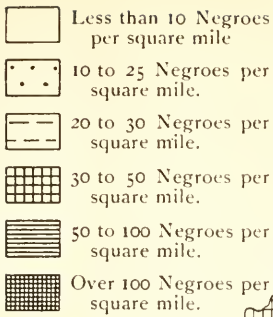 Less than 10 Negroes
per square mile
10 to 25 Negroes per
square mile.
20 to 30 Negroes per
square mile.
30 to 50 Negroes per
square mile.
50 to 100 Negroes per
square mile.
Over 100 Negroes per
square mile.